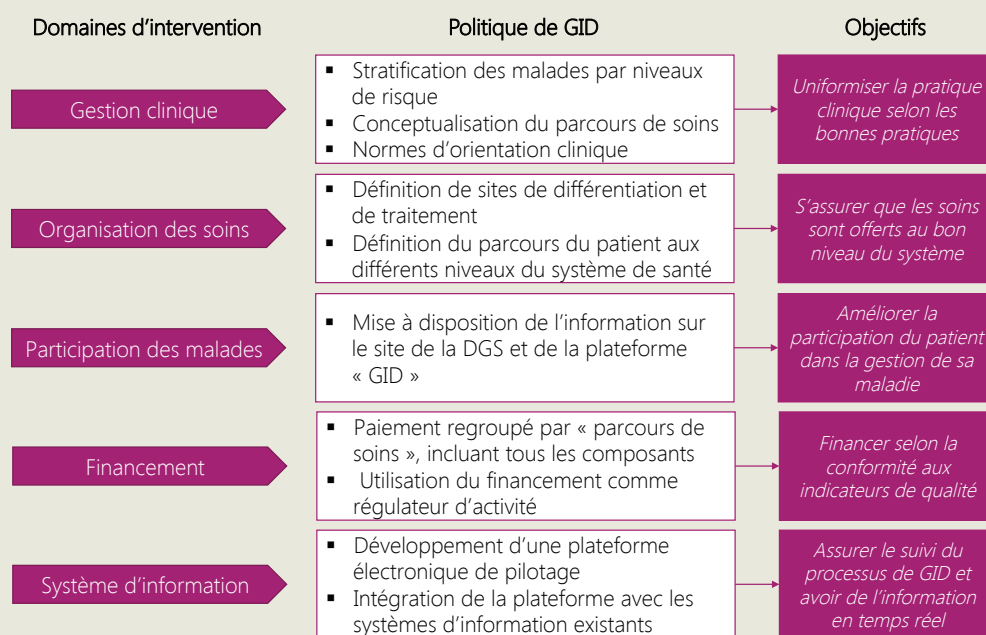 Domaines d'intervention
Politique de GID
Objectifs
Gestion clinique
▪ Stratification des malades par niveaux
de risque
▪ Conceptualisation du parcours de soins
▪ Normes d'orientation clinique
Uniformiser la pratique
clinique selon les
bonnes pratiques
Organisation des soins
▪ Définition de sites de différentiation et
de traitement
▪ Définition du parcours du patient aux
différents niveaux du système de santé
S'assurer que les soins
sont offerts au bon
niveau du système
Participation des malades
▪ Mise à disposition de l'information sur
le site de la DGS et de la plateforme
« GID »
Améliorer la
participation du patient
dans la gestion de sa
maladie
Financement
▪ Paiement regroupé par « parcours de
soins », incluant tous les composants
▪ Utilisation du financement comme
régulateur d'activité
Financer selon la
conformité aux
indicateurs de qualité
Système d'information
▪ Développement d'une plateforme
électronique de pilotage
▪ Intégration de la plateforme avec les
systèmes d'information existants
Assurer le suivi du
processus de GID et
avoir de l'information
en temps réel